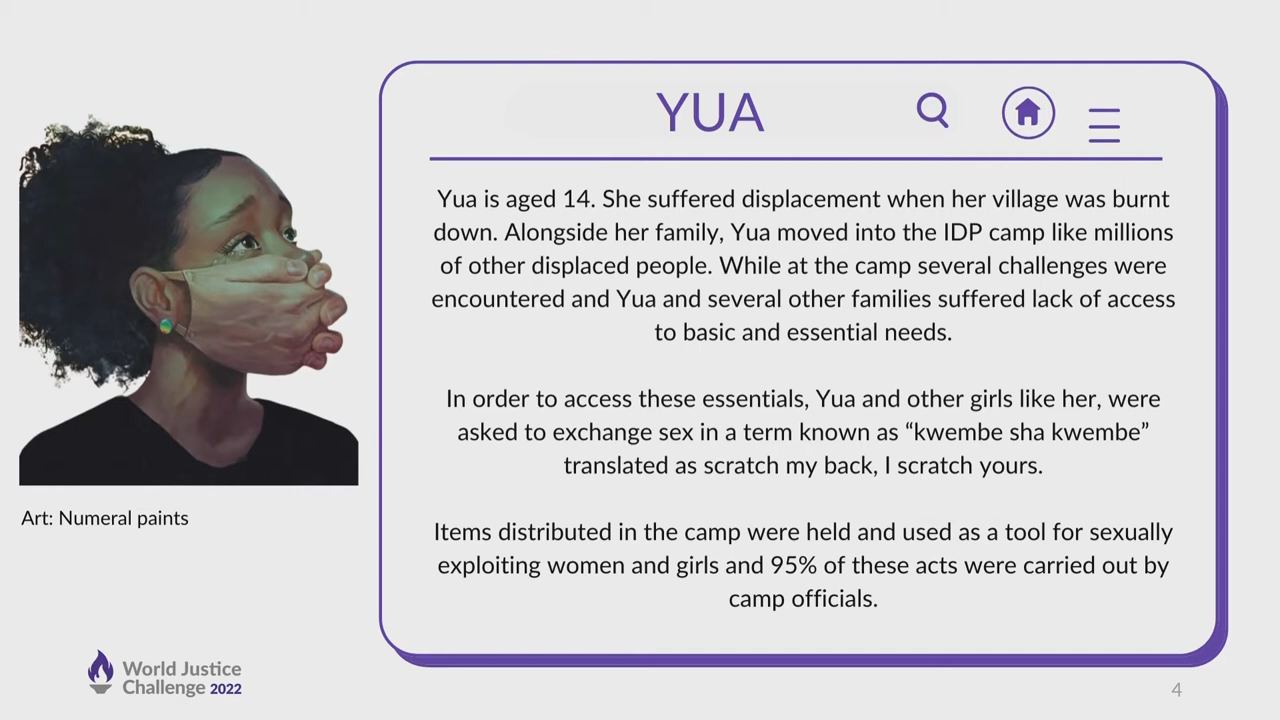 YUA
Yua is aged 14. She suffered displacement when her village was burnt
down. Alongside her family, Yua moved into the IDP camp like millions
of other displaced people. While at the camp several challenges were
encountered and Yua and several other families suffered lack of access
to basic and essential needs.
In order to access these essentials, Yua and other girls like her, were
asked to exchange sex in a term known as “kwembe sha kwembe”
translated as scratch my back, I scratch yours.
Items distributed in the camp were held and used as a tool for sexually
exploiting women and girls and 95% of these acts were carried out by
camp officials.
Art: Numeral paints
World Justice
Challenge 2022
4